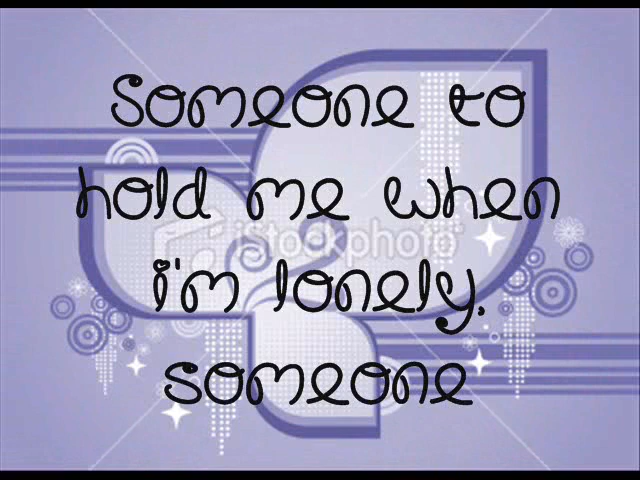 Someone to
hold me when
iStockphoto
i'm lonely,
someone